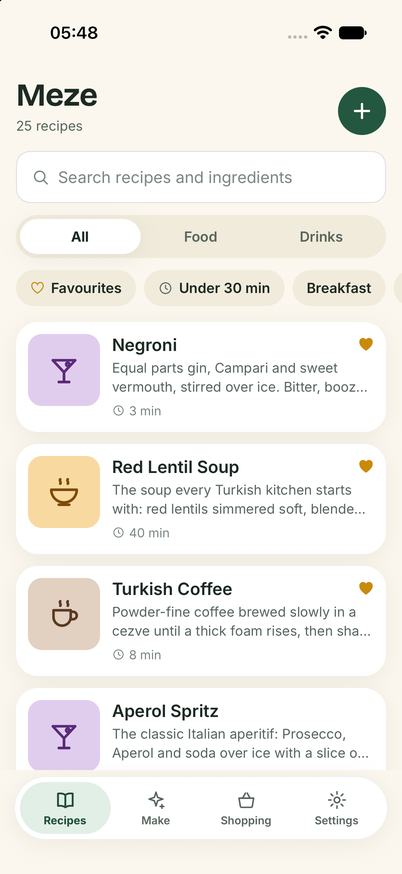 05:48
Meze
25 recipes
Search recipes and ingredients
All Food Drinks
Favourites Under 30 min Breakfast
Negroni
Equal parts gin, Campari and sweet
vermouth, stirred over ice. Bitter, booz...
3 min
Red Lentil Soup
The soup every Turkish kitchen starts
with: red lentils simmered soft, blende...
40 min
Turkish Coffee
Powder-fine coffee brewed slowly in a
cezve until a thick foam rises, then sha...
8 min
Aperol Spritz
The classic Italian aperitif: Prosecco,
Aperol and soda over ice with a slice o...
Recipes Make Shopping Settings